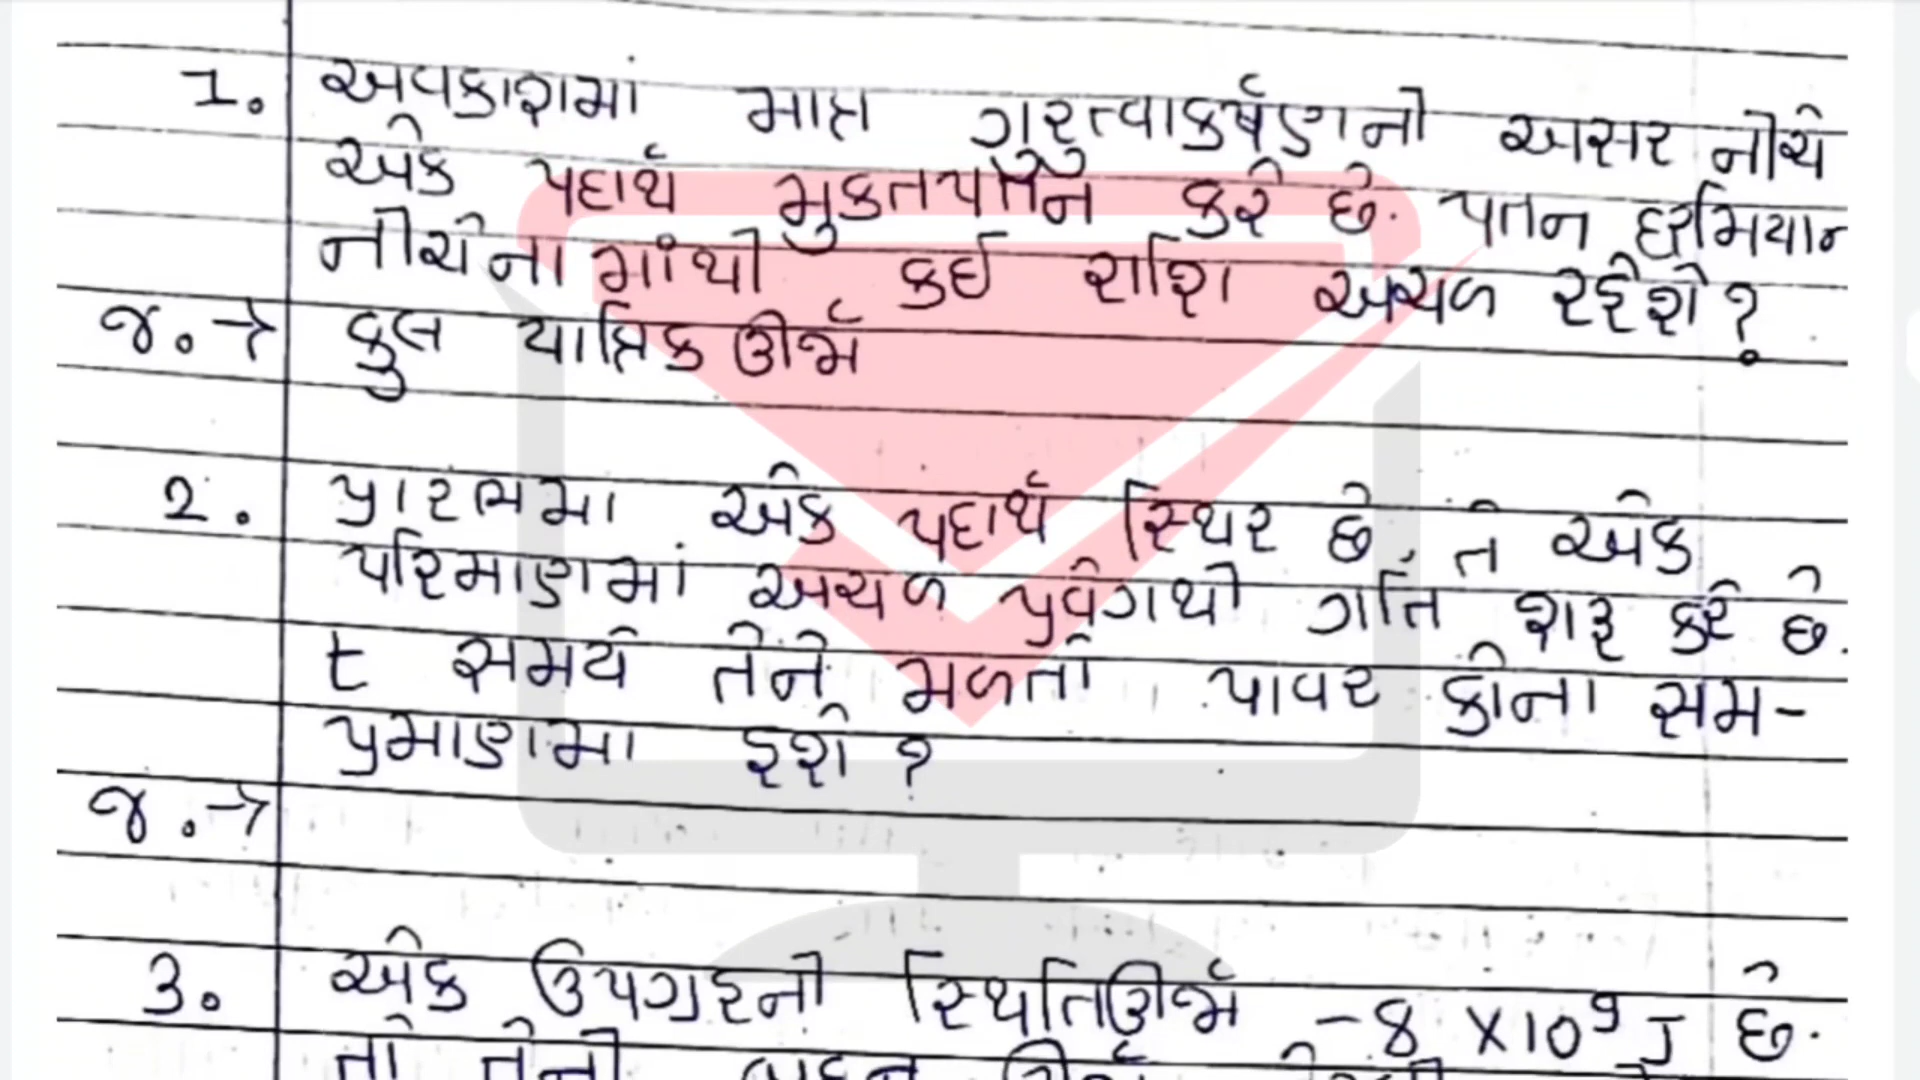 1. અવકાશમાં માત્ર ગુરુત્વાકર્ષણની અસર નીચે
એક પદાર્થ મુકતપતન કરે છે. પતન દરમિયાન
નીચેનામાંથી કઈ રાશિ અચળ રહેશે?
જ. → કુલ યાંત્રિક ઊર્જા
2. પ્રારંભમા એક પદાર્થ સ્થિર છે. તે એક
પરિમાણમાં અચળ પ્રવેગથી ગતિ શરૂ કરે છે.
t સમયે તેને મળતો પાવર કોના સમ-
પ્રમાણમા હશે?
જ. →
3. એક ઉપગ્રહની સ્થિતિઊર્જા -8 × 10⁹ J છે.
તો તેની